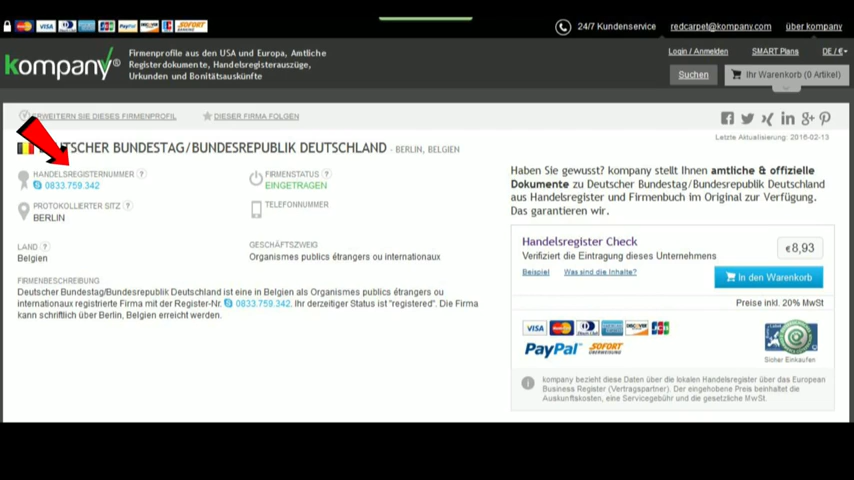 VISA
PayPal
SOFORT
24/7 Kundenservice
redcarpet@kompany.com
über kompany
kompany®
Firmenprofile aus den USA und Europa, Amtliche
Registerdokumente, Handelsregisterauszüge,
Urkunden und Bonitätsauskünfte
Login / Anmelden
SMART Plans
DE / €
Suchen
Ihr Warenkorb (0 Artikel)
ERWEITERN SIE DIESES FIRMENPROFIL
DIESER FIRMA FOLGEN
Letzte Aktualisierung: 2016-02-13
DEUTSCHER BUNDESTAG/BUNDESREPUBLIK DEUTSCHLAND - BERLIN, BELGIEN
HANDELSREGISTERNUMMER ?
0833.759.342
FIRMENSTATUS ?
EINGETRAGEN
PROTOKOLLIERTER SITZ ?
BERLIN
TELEFONNUMMER
LAND ?
Belgien
GESCHÄFTSZWEIG
Organismes publics étrangers ou internationaux
FIRMENBESCHREIBUNG
Deutscher Bundestag/Bundesrepublik Deutschland ist eine in Belgien als Organismes publics étrangers ou
internationaux registrierte Firma mit der Register-Nr. 0833.759.342. Ihr derzeitiger Status ist "registered". Die Firma
kann schriftlich über Berlin, Belgien erreicht werden.
Haben Sie gewusst? kompany stellt Ihnen amtliche & offizielle
Dokumente zu Deutscher Bundestag/Bundesrepublik Deutschland
aus Handelsregister und Firmenbuch im Original zur Verfügung.
Das garantieren wir.
Handelsregister Check
Verifiziert die Eintragung dieses Unternehmens
€8,93
Beispiel
Was sind die Inhalte?
In den Warenkorb
Preise inkl. 20% MwSt
VISA
MasterCard
DISCOVER
JCB
PayPal
SOFORT
ÜBERWEISUNG
Sicher Einkaufen
kompany bezieht diese Daten über die lokalen Handelsregister über das European
Business Register (Vertragspartner). Der eingehobene Preis beinhaltet die
Auskunftskosten, eine Servicegebühr und die gesetzliche MwSt.